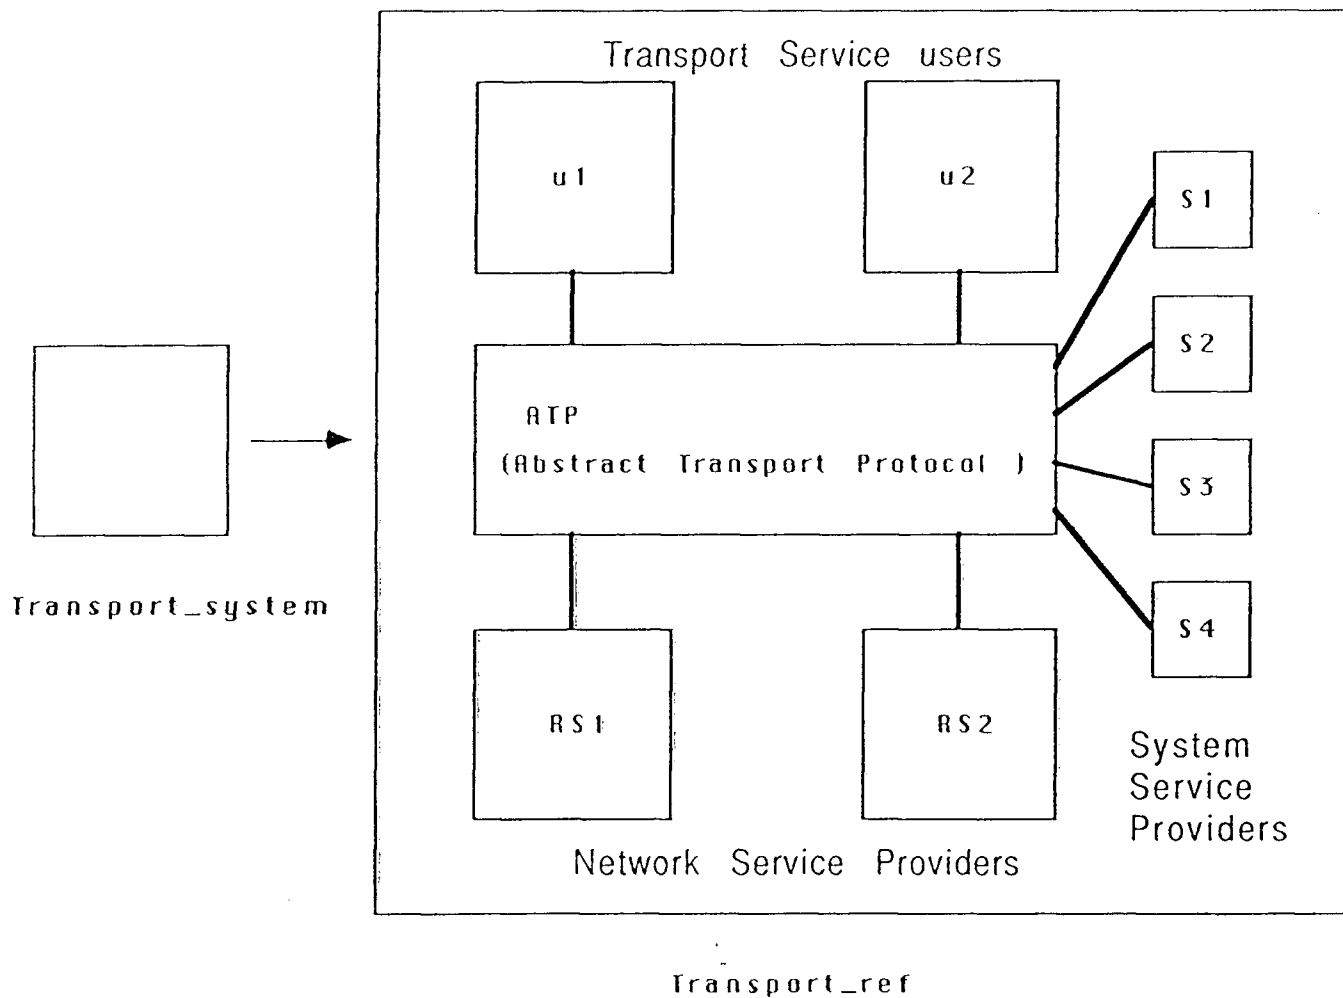 Transport Service users
u1
u2
S1
S2
ATP
(Abstract Transport Protocol )
S3
Transport_system
S4
RS1
RS2
System
Service
Providers
Network Service Providers
Transport_ref